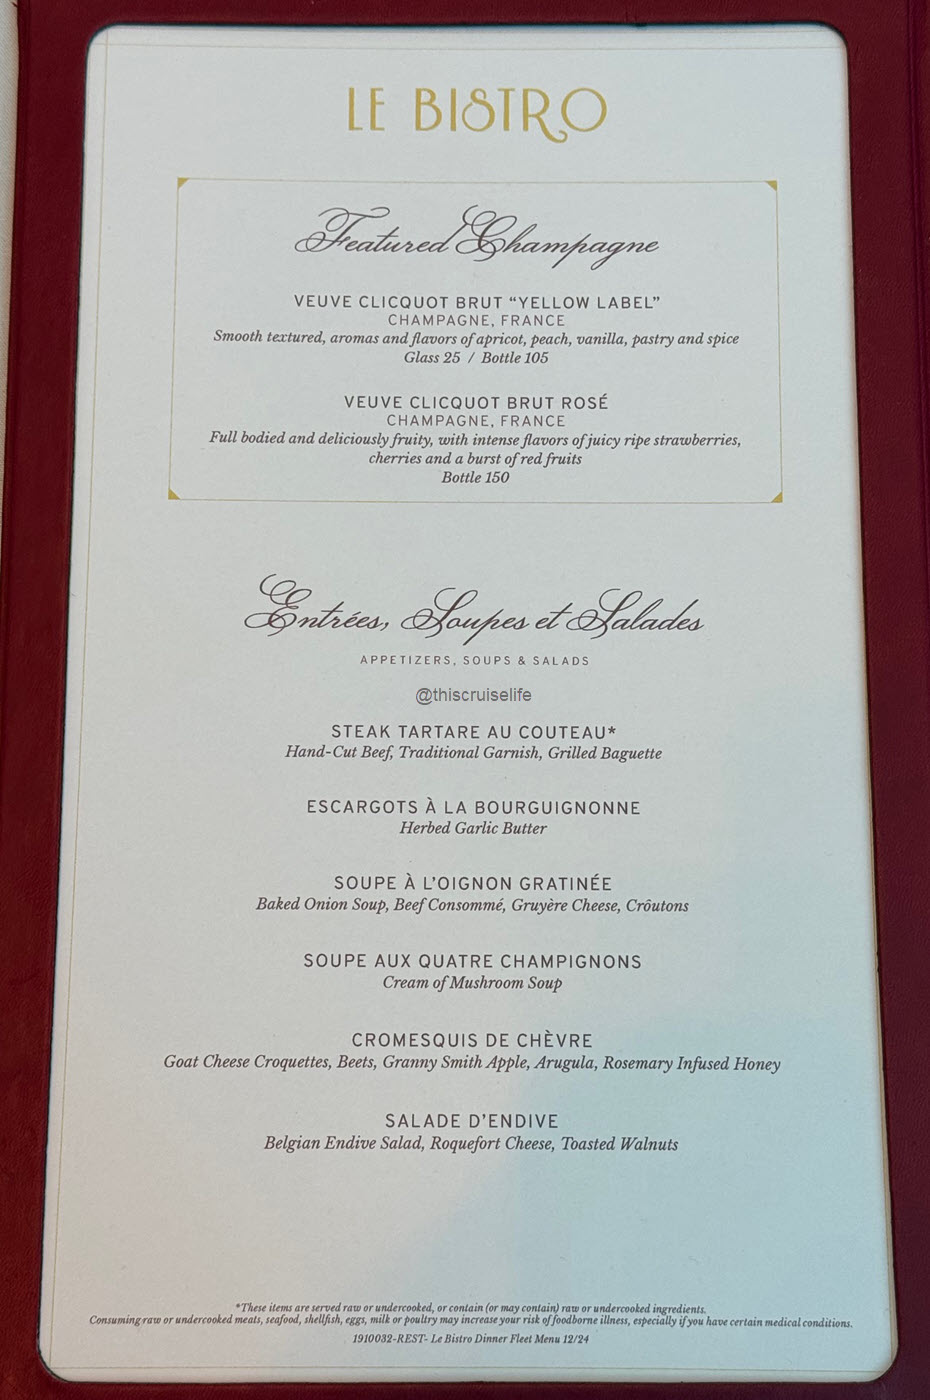 LE BISTRO
Featured Champagne
VEUVE CLICQUOT BRUT “YELLOW LABEL”
CHAMPAGNE, FRANCE
Smooth textured, aromas and flavors of apricot, peach, vanilla, pastry and spice
Glass 25 / Bottle 105
VEUVE CLICQUOT BRUT ROSÉ
CHAMPAGNE, FRANCE
Full bodied and deliciously fruity, with intense flavors of juicy ripe strawberries,
cherries and a burst of red fruits
Bottle 150
Entrées, Soupes et Salades
APPETIZERS, SOUPS & SALADS
@thiscruiselife
STEAK TARTARE AU COUTEAU*
Hand-Cut Beef, Traditional Garnish, Grilled Baguette
ESCARGOTS À LA BOURGUIGNONNE
Herbed Garlic Butter
SOUPE À L’OIGNON GRATINÉE
Baked Onion Soup, Beef Consommé, Gruyère Cheese, Crôutons
SOUPE AUX QUATRE CHAMPIGNONS
Cream of Mushroom Soup
CROMESQUIS DE CHÈVRE
Goat Cheese Croquettes, Beets, Granny Smith Apple, Arugula, Rosemary Infused Honey
SALADE D’ENDIVE
Belgian Endive Salad, Roquefort Cheese, Toasted Walnuts
*These items are served raw or undercooked, or contain (or may contain) raw or undercooked ingredients.
Consuming raw or undercooked meats, seafood, shellfish, eggs, milk or poultry may increase your risk of foodborne illness, especially if you have certain medical conditions.
1910032-REST- Le Bistro Dinner Fleet Menu 12/24